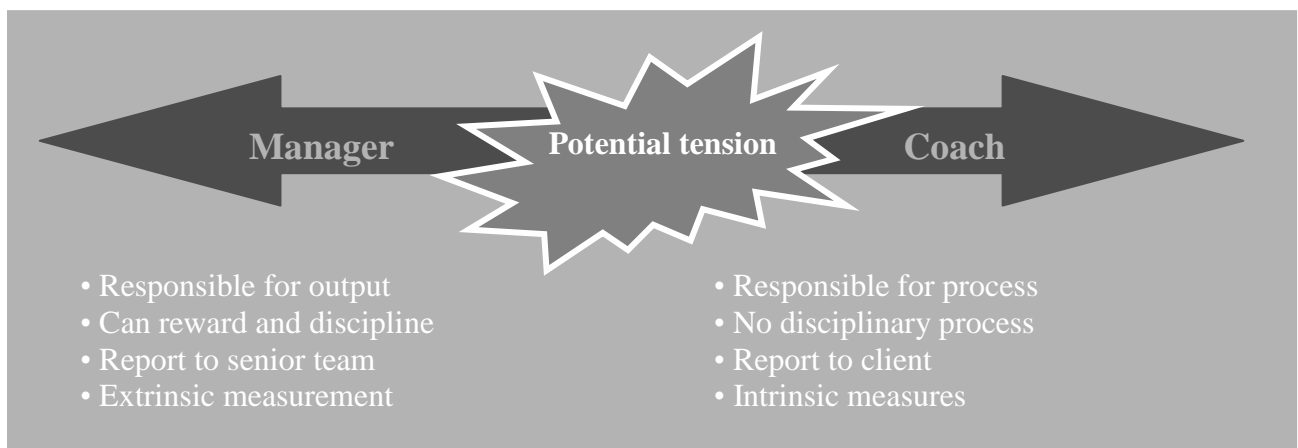 Manager
Potential tension
Coach
• Responsible for output
• Can reward and discipline
• Report to senior team
• Extrinsic measurement
• Responsible for process
• No disciplinary process
• Report to client
• Intrinsic measures